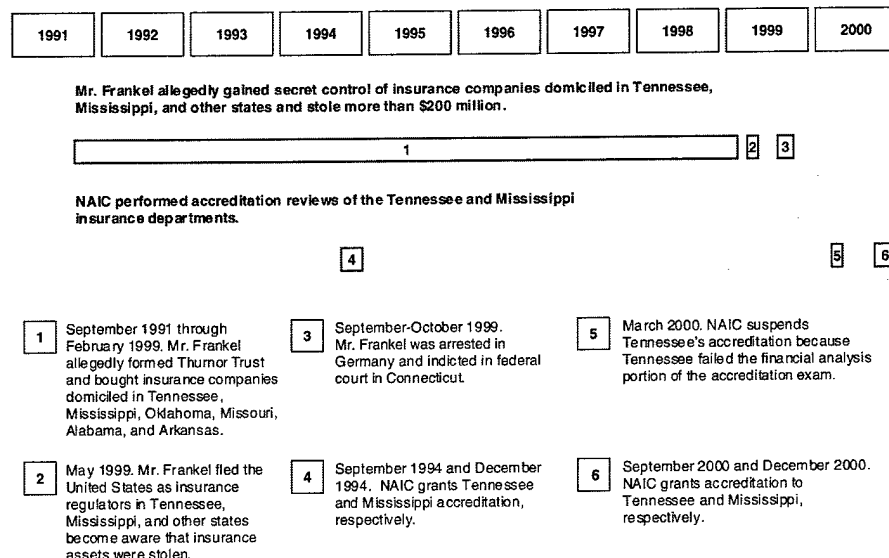 1991 1992 1993 1994 1995 1996 1997 1998 1999 2000
Mr. Frankel allegedly gained secret control of insurance companies domiciled in Tennessee,
Mississippi, and other states and stole more than $200 million.
1 2 3
NAIC performed accreditation reviews of the Tennessee and Mississippi
insurance departments.
4 5 6
1
September 1991 through
February 1999. Mr. Frankel
allegedly formed Thurnor Trust
and bought insurance companies
domiciled in Tennessee,
Mississippi, Oklahoma, Missouri,
Alabama, and Arkansas.
2
May 1999. Mr. Frankel fled the
United States as insurance
regulators in Tennessee,
Mississippi, and other states
become aware that insurance
assets were stolen.
3
September-October 1999.
Mr. Frankel was arrested in
Germany and indicted in federal
court in Connecticut.
4
September 1994 and December
1994. NAIC grants Tennessee
and Mississippi accreditation,
respectively.
5
March 2000. NAIC suspends
Tennessee's accreditation because
Tennessee failed the financial analysis
portion of the accreditation exam.
6
September 2000 and December 2000.
NAIC grants accreditation to
Tennessee and Mississippi,
respectively.